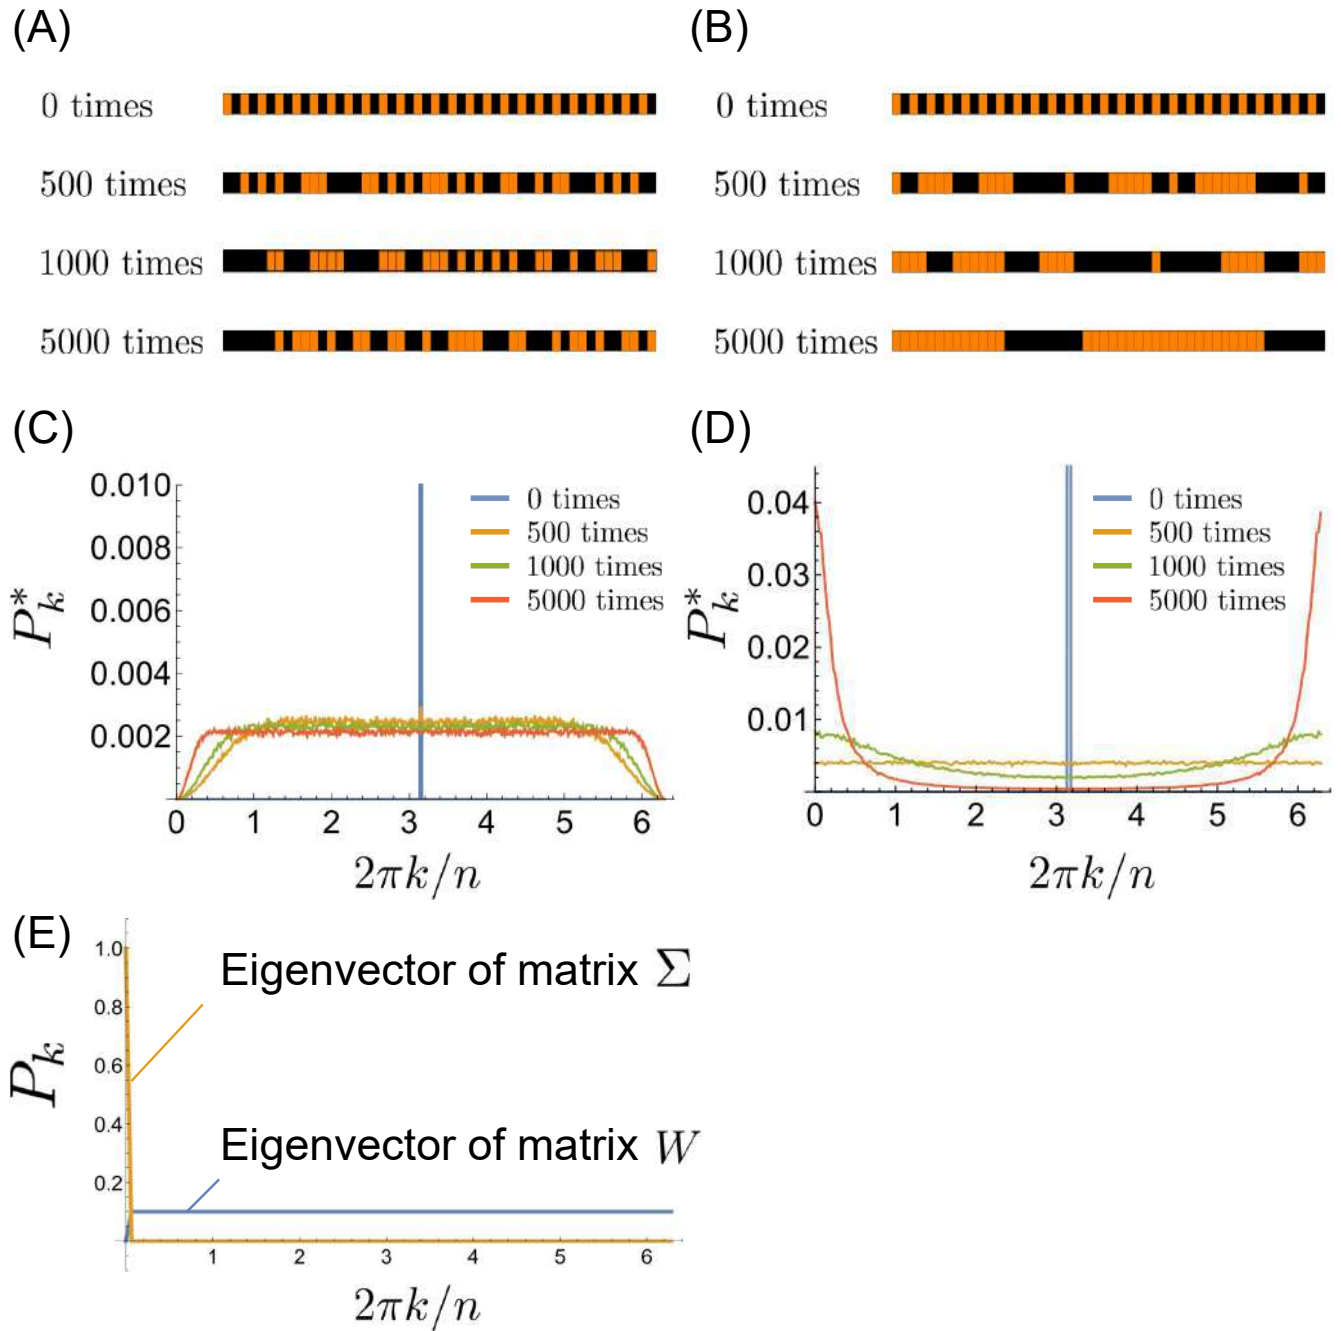 (A)
0 times
500 times
1000 times
5000 times
(B)
0 times
500 times
1000 times
5000 times
(C)
0.010
0.008
0.006
0.004
0.002
P*k
0 times
500 times
1000 times
5000 times
0 1 2 3 4 5 6
2πk/n
(D)
0.04
0.03
0.02
0.01
P*k
0 times
500 times
1000 times
5000 times
0 1 2 3 4 5 6
2πk/n
(E)
1.0
0.8
0.6
0.4
0.2
Pk
Eigenvector of matrix Σ
Eigenvector of matrix W
1 2 3 4 5 6
2πk/n